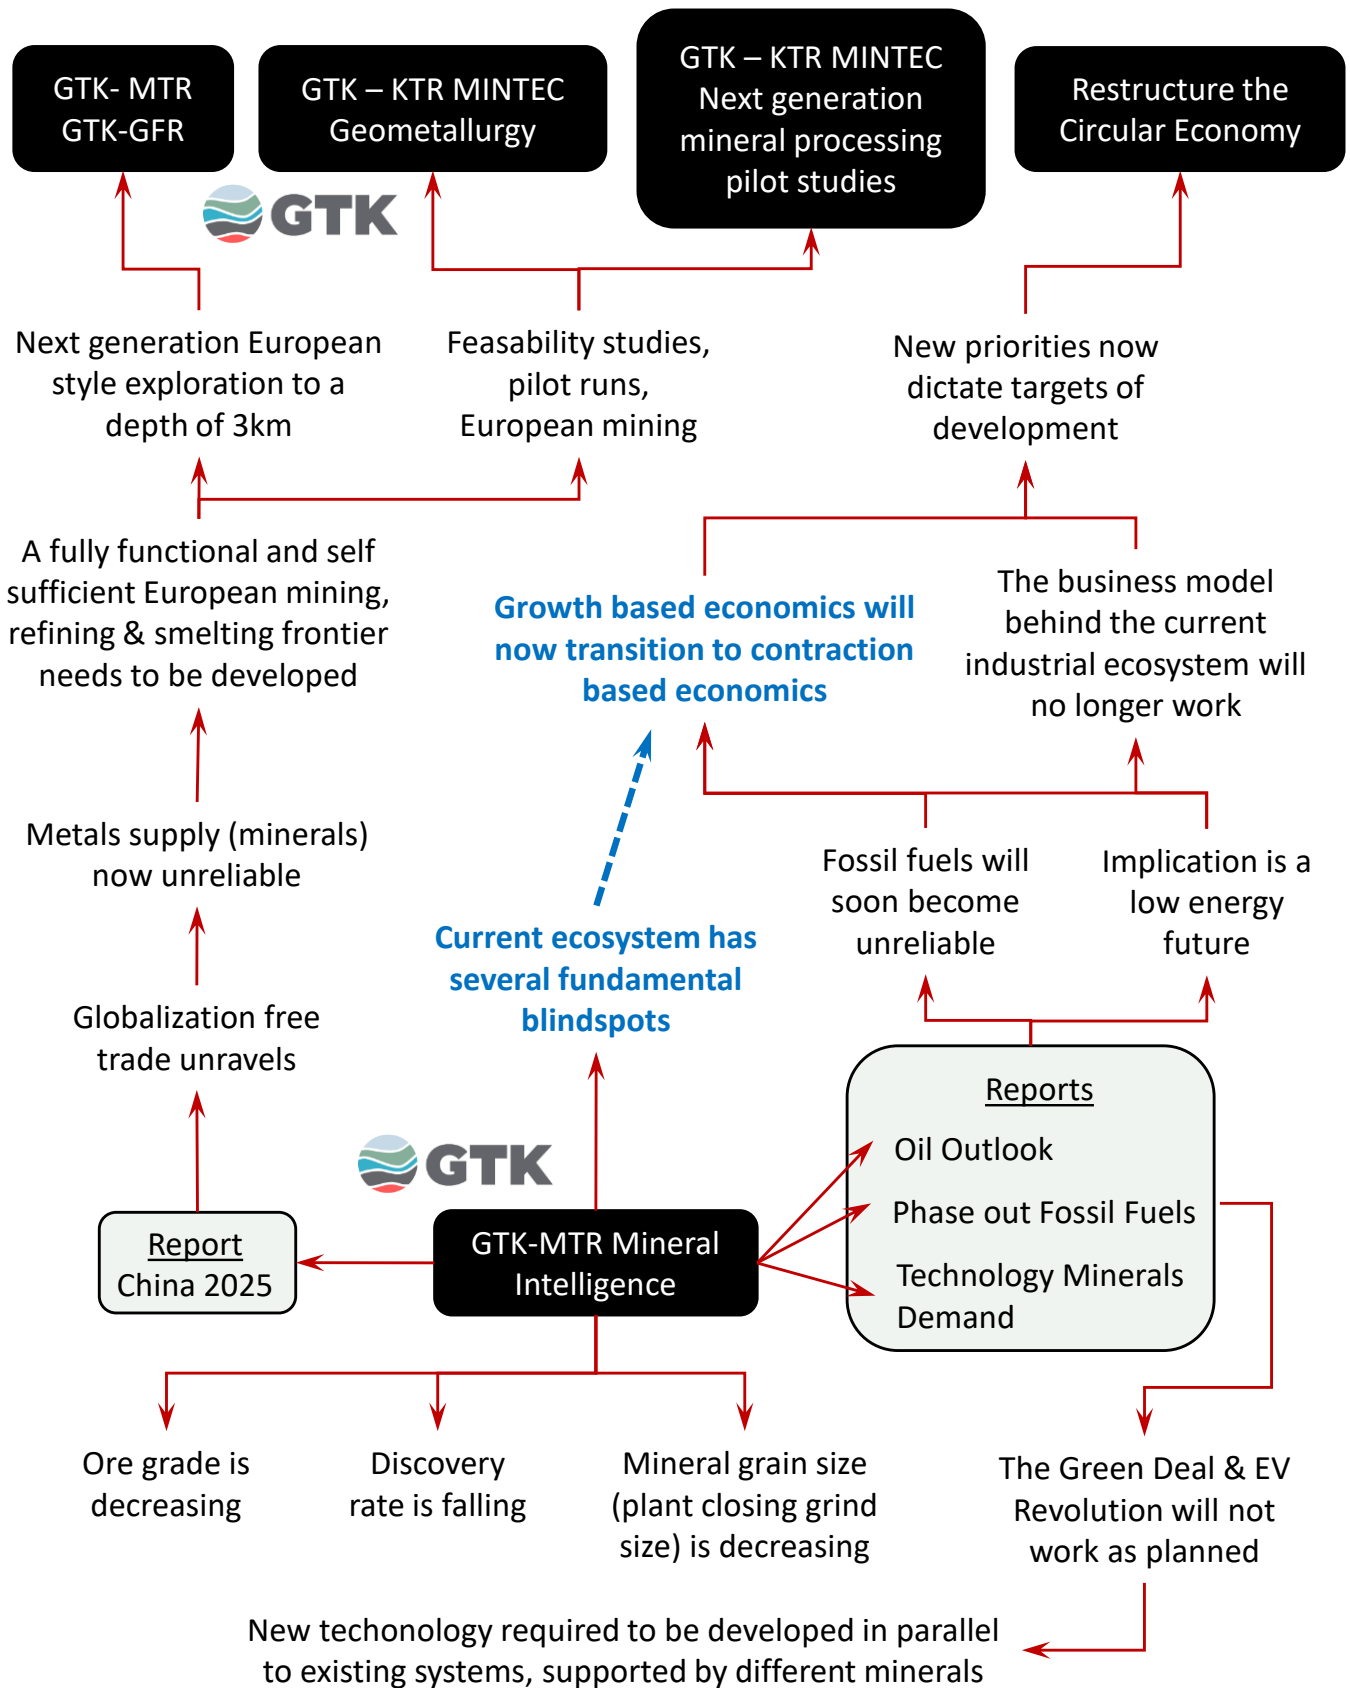 GTK- MTR
GTK-GFR
GTK – KTR MINTEC
Geometallurgy
GTK – KTR MINTEC
Next generation
mineral processing
pilot studies
Restructure the
Circular Economy
GTK
Next generation European
style exploration to a
depth of 3km
Feasability studies,
pilot runs,
European mining
New priorities now
dictate targets of
development
A fully functional and self
sufficient European mining,
refining & smelting frontier
needs to be developed
Growth based economics will
now transition to contraction
based economics
The business model
behind the current
industrial ecosystem will
no longer work
Metals supply (minerals)
now unreliable
Fossil fuels will
soon become
unreliable
Implication is a
low energy
future
Current ecosystem has
several fundamental
blindspots
Globalization free
trade unravels
Reports
Oil Outlook
Phase out Fossil Fuels
Technology Minerals
Demand
GTK
Report
China 2025
GTK-MTR Mineral
Intelligence
Ore grade is
decreasing
Discovery
rate is falling
Mineral grain size
(plant closing grind
size) is decreasing
The Green Deal & EV
Revolution will not
work as planned
New techonology required to be developed in parallel
to existing systems, supported by different minerals